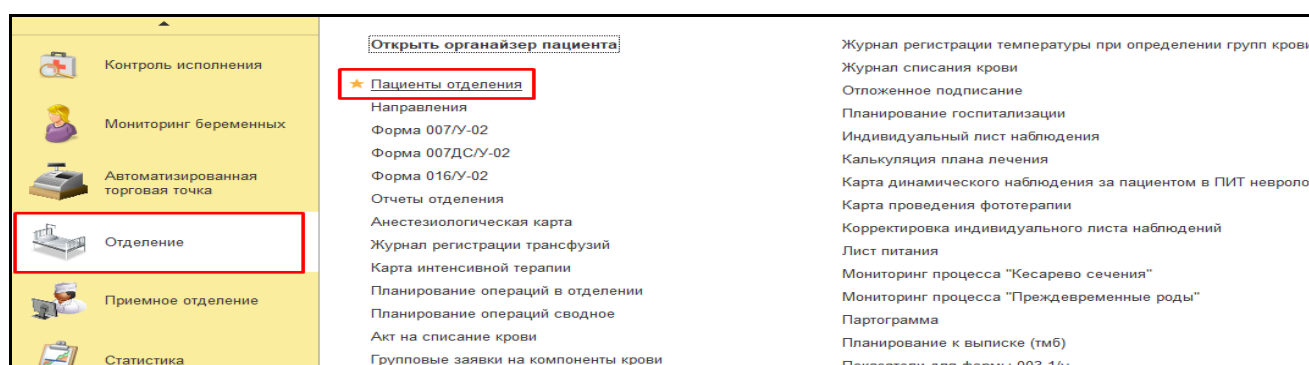 Контроль исполнения
Мониторинг беременных
Автоматизированная
торговая точка
Отделение
Приемное отделение
Статистика
Открыть органайзер пациента
Пациенты отделения
Направления
Форма 007/У-02
Форма 007ДС/У-02
Форма 016/У-02
Отчеты отделения
Анестезиологическая карта
Журнал регистрации трансфузий
Карта интенсивной терапии
Планирование операций в отделении
Планирование операций сводное
Акт на списание крови
Групповые заявки на компоненты крови
Журнал регистрации температуры при определении групп крови
Журнал списания крови
Отложенное подписание
Планирование госпитализации
Индивидуальный лист наблюдения
Калькуляция плана лечения
Карта динамического наблюдения за пациентом в ПИТ невроло
Карта проведения фототерапии
Корректировка индивидуального листа наблюдений
Лист питания
Мониторинг процесса "Кесарево сечения"
Мониторинг процесса "Преждевременные роды"
Партограмма
Планирование к выписке (тмб)
Показатели для формы 003-1/у